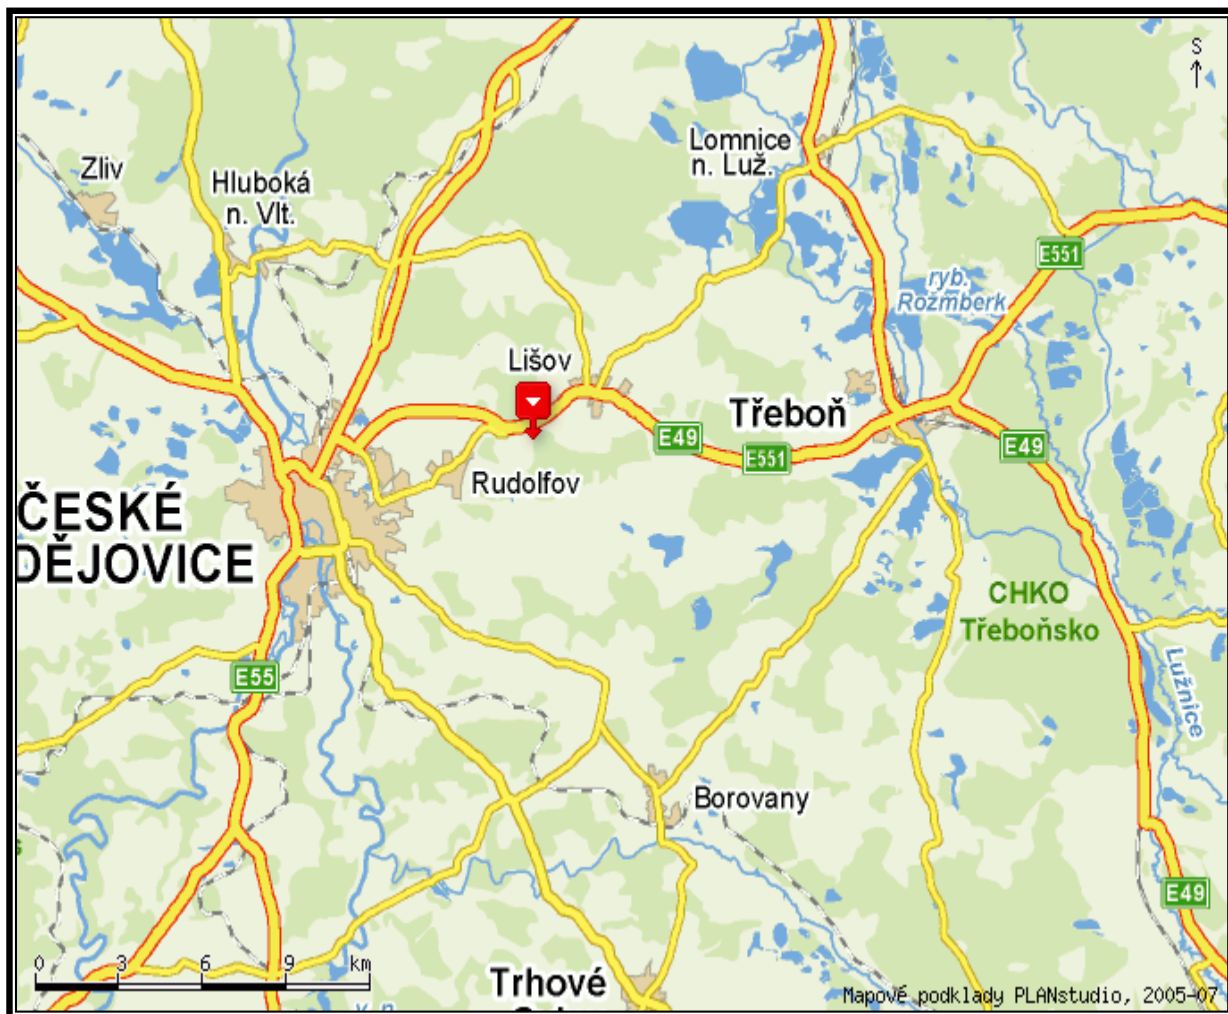 S
Lomnice
n. Luž.
Zliv
Hluboká
n. Vlt.
E551
ryb.
Rožmberk
Lišov
Třeboň
E49
E551
E49
Rudolfov
ČESKÉ
DĚJOVICE
CHKO
Třeboňsko
E55
Lužnice
Borovany
E49
0 3 6 9 km
Trhové
Mapové podklady PLANstudio, 2005-07